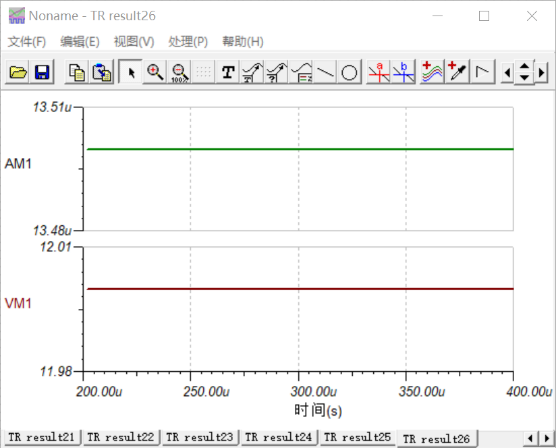 Noname - TR result26
文件(F) 编辑(E) 视图(V) 处理(P) 帮助(H)
100% T ? a b
13.51u
AM1
13.48u
12.01
VM1
11.98
200.00u 250.00u 300.00u 350.00u 400.00u
时间(s)
TR result21 TR result22 TR result23 TR result24 TR result25 TR result26